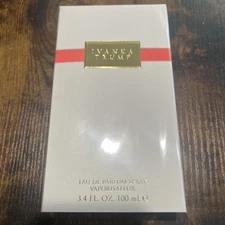 IVANKA
TRUMP
EAU DE PARFUM SPRAY
VAPORISATEUR
3.4 FL. OZ. 100 mL ℮